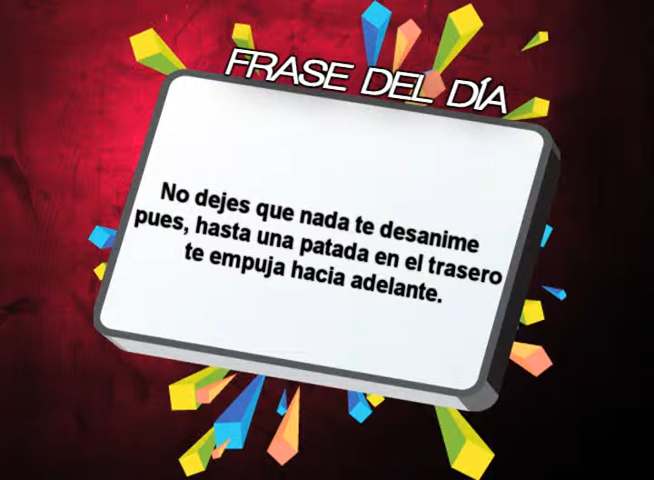 FRASE DEL DÍA
No dejes que nada te desanime
pues, hasta una patada en el trasero
te empuja hacia adelante.